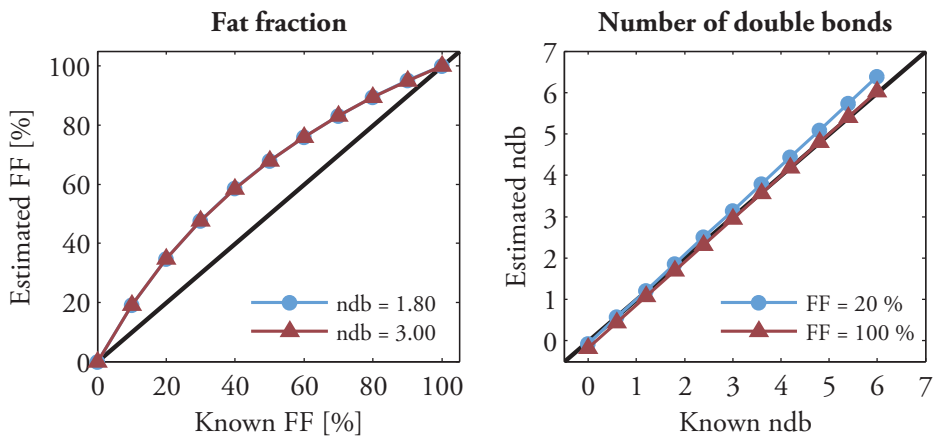 Fat fraction
Estimated FF [%]
100
80
60
40
20
0
0 20 40 60 80 100
Known FF [%]
ndb = 1.80
ndb = 3.00
Number of double bonds
Estimated ndb
7
6
5
4
3
2
1
0
0 1 2 3 4 5 6 7
Known ndb
FF = 20 %
FF = 100 %